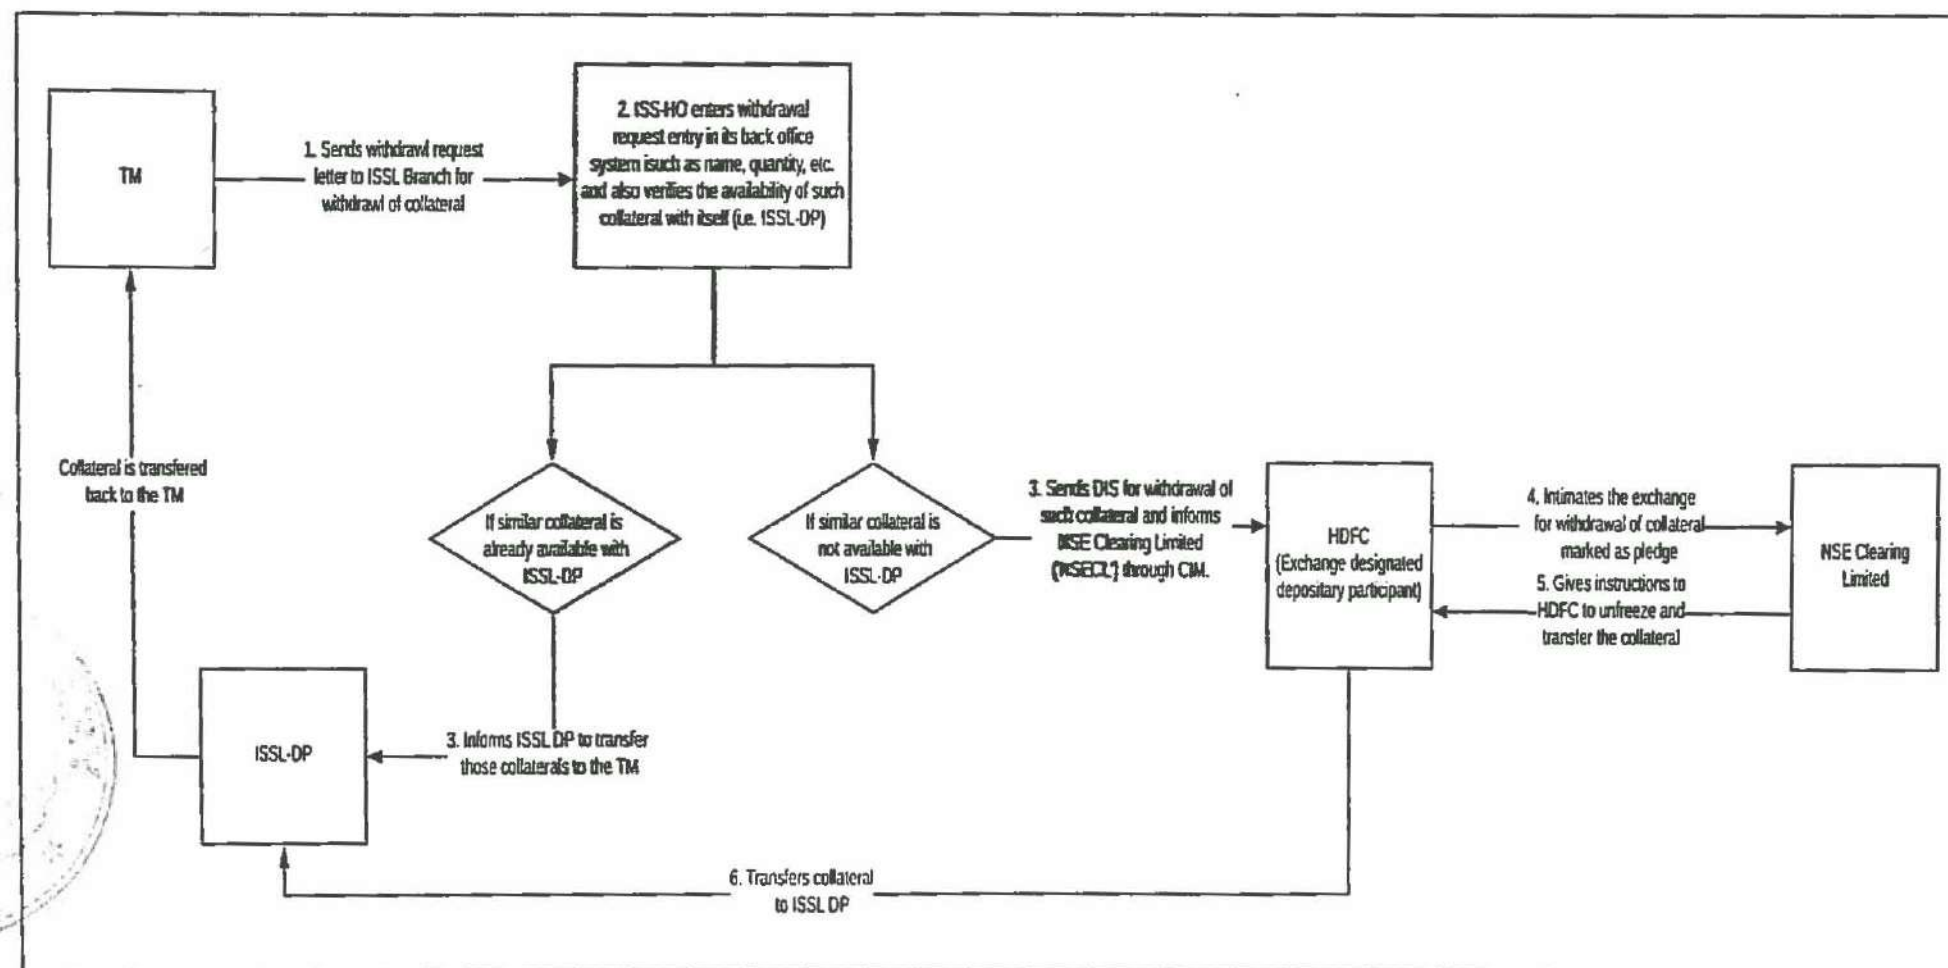 TM
1. Sends withdrawl request
letter to ISSL Branch for
withdrawl of collateral
2. ISS-HO enters withdrawal
request entry in its back office
system isuch as name, quantity, etc.
and also verifies the availability of such
collateral with itself (i.e. ISSL-DP)
Collateral is transfered
back to the TM
If similar collateral is
already available with
ISSL-DP
If similar collateral is
not available with
ISSL-DP
3. Sends DIS for withdrawal of
such collateral and informs
NSE Clearing Limited
("NSECL") through CIM.
HDFC
(Exchange designated
depositary participant)
4. Intimates the exchange
for withdrawal of collateral
marked as pledge
5. Gives instructions to
HDFC to unfreeze and
transfer the collateral
NSE Clearing
Limited
ISSL-DP
3. Informs ISSL DP to transfer
those collaterals to the TM
6. Transfers collateral
to ISSL DP